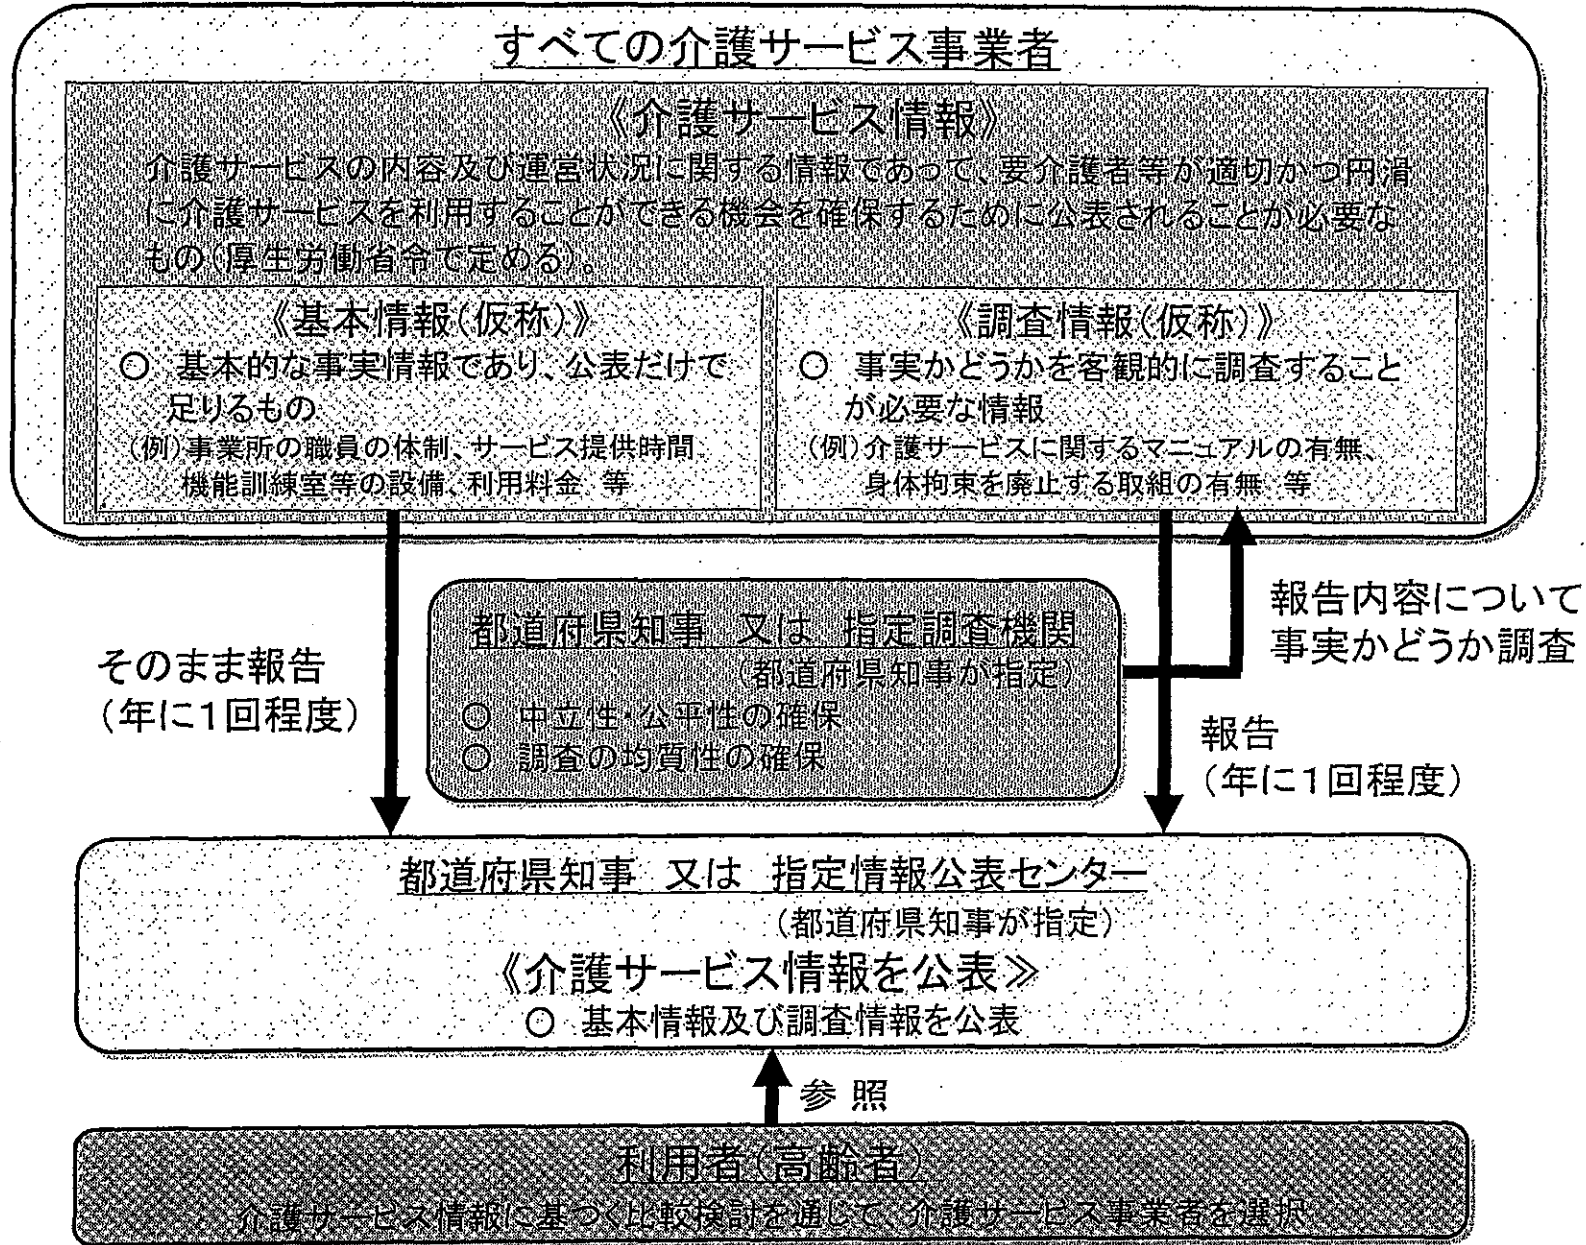 すべての介護サービス事業者
《介護サービス情報》
介護サービスの内容及び運営状況に関する情報であって、要介護者等が適切かつ円滑
に介護サービスを利用することができる機会を確保するために公表されることが必要な
もの(厚生労働省令で定める)。
《基本情報(仮称)》
○ 基本的な事実情報であり、公表だけで
足りるもの
(例)事業所の職員の体制、サービス提供時間、
機能訓練室等の設備、利用料金 等
《調査情報(仮称)》
○ 事実かどうかを客観的に調査すること
が必要な情報
(例)介護サービスに関するマニュアルの有無、
身体拘束を廃止する取組の有無 等
そのまま報告
(年に1回程度)
都道府県知事 又は 指定調査機関
(都道府県知事が指定)
○ 中立性・公平性の確保
○ 調査の均質性の確保
報告内容について
事実かどうか調査
報告
(年に1回程度)
都道府県知事 又は 指定情報公表センター
(都道府県知事が指定)
《介護サービス情報を公表≫
○ 基本情報及び調査情報を公表
参照
利用者(高齢者)
介護サービス情報に基づく比較検討を通じて、介護サービス事業者を選択